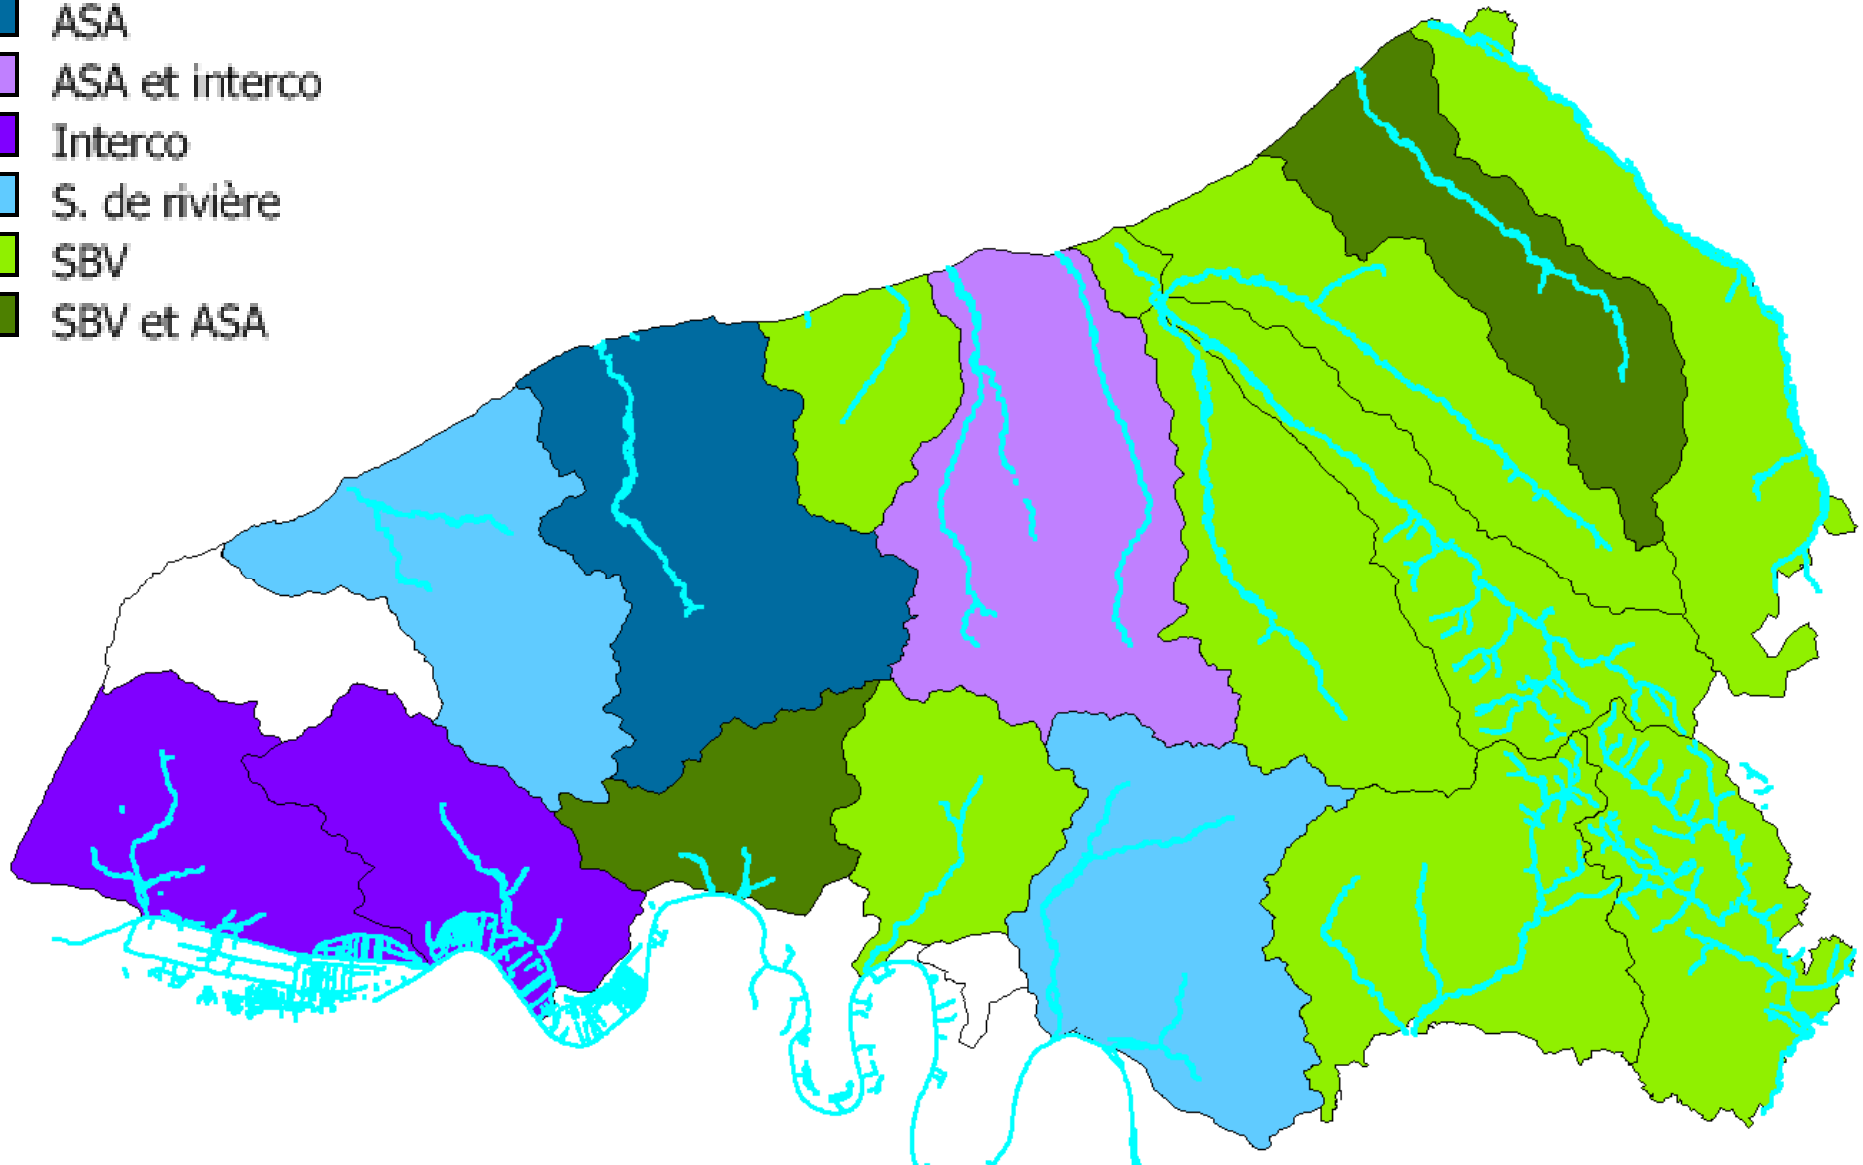 ASA
ASA et interco
Interco
S. de rivière
SBV
SBV et ASA